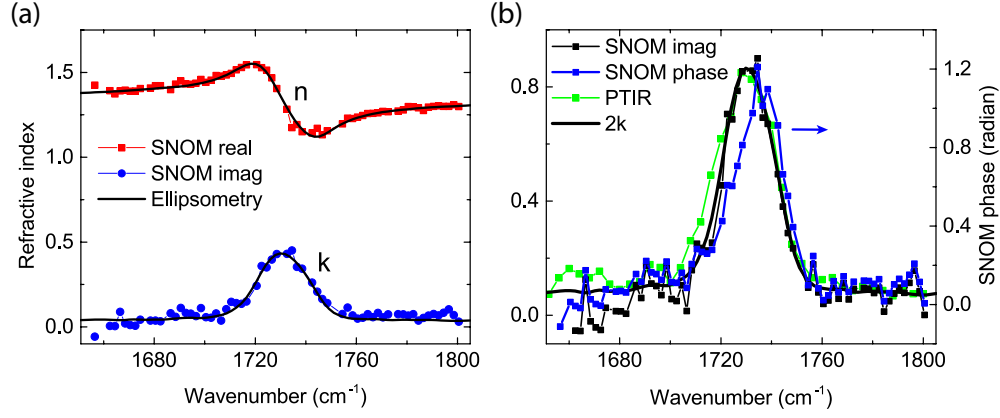 (a)
Refractive index
1.5
1.0
0.5
0.0
n
k
SNOM real
SNOM imag
Ellipsometry
1680
1720
1760
1800
Wavenumber (cm⁻¹)
(b)
0.8
0.4
0.0
SNOM imag
SNOM phase
PTIR
2k
1.2
0.8
0.4
0.0
SNOM phase (radian)
1680
1720
1760
1800
Wavenumber (cm⁻¹)